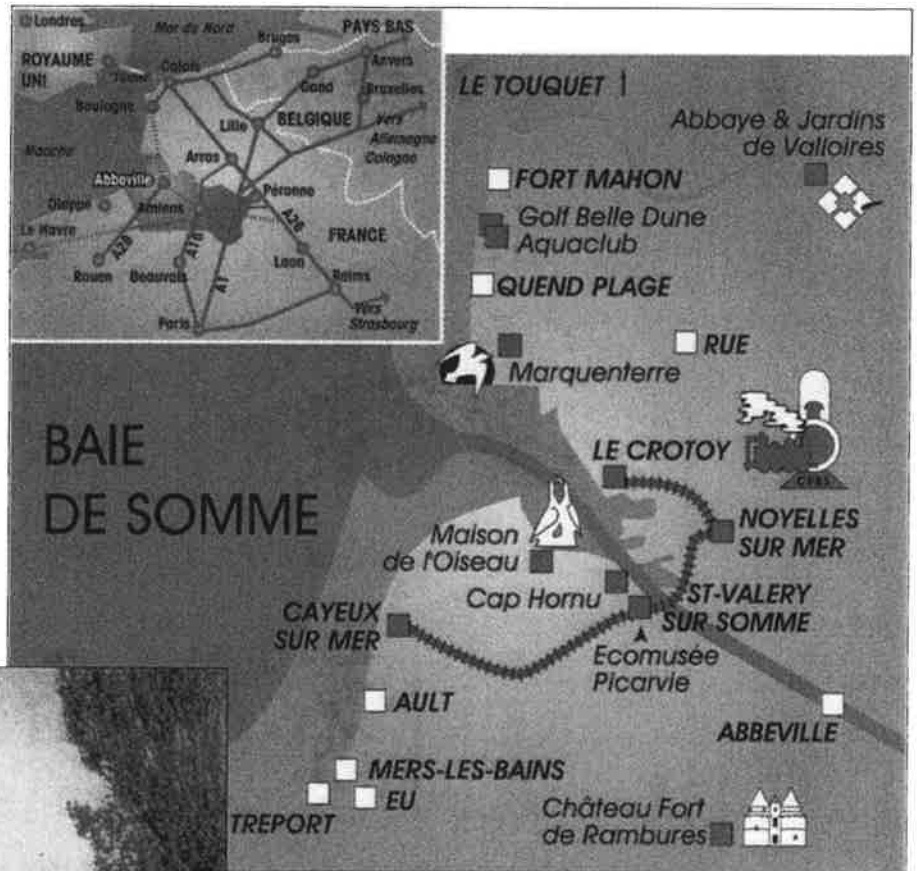 Londres
Mer du Nord
ROYAUME
UNI
Tunnel
Calais
Bruges
PAYS BAS
Anvers
Gand
Bruxelles
Boulogne
Lille
BELGIQUE
Vers
Allemagne
Cologne
Manche
Arras
Abbeville
Péronne
Dieppe
Amiens
Le Havre
A28
A16
A1
A26
FRANCE
Rouen
Beauvais
Laon
Reims
Paris
Vers
Strasbourg
LE TOUQUET
Abbaye & Jardins
de Valloires
FORT MAHON
Golf Belle Dune
Aquaclub
QUEND PLAGE
RUE
Marquenterre
BAIE
DE SOMME
LE CROTOY
CFBS
NOYELLES
SUR MER
Maison
de l'Oiseau
Cap Hornu
ST-VALERY
SUR SOMME
CAYEUX
SUR MER
Ecomusée
Picarvie
AULT
ABBEVILLE
MERS-LES-BAINS
EU
TREPORT
Château Fort
de Rambures